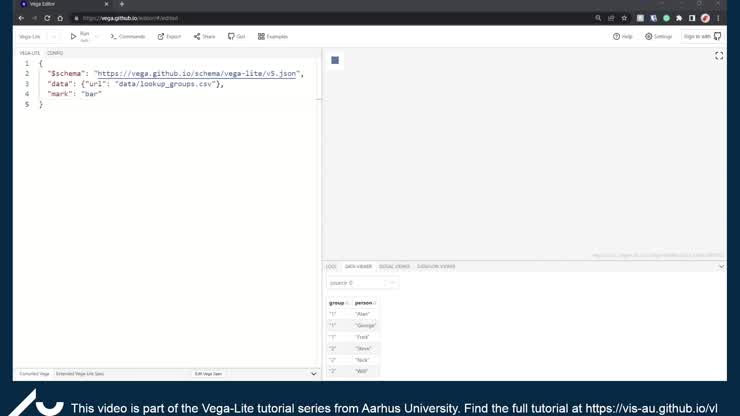 Vega Editor
https://vega.github.io/editor/#/edited
Vega-Lite
Run
Auto
Commands
Export
Share
Gist
Examples
Help
Settings
Sign in with
VEGA-LITE
CONFIG
1 {
2 "$schema": "https://vega.github.io/schema/vega-lite/v5.json",
3 "data": {"url": "data/lookup_groups.csv"},
4 "mark": "bar"
5 }
LOGS
DATA VIEWER
SIGNAL VIEWER
DATAFLOW VIEWER
source_0
group person
"1" "Alan"
"1" "George"
"1" "Fred"
"2" "Steve"
"2" "Nick"
"2" "Will"
Compiled Vega
Extended Vega-Lite Spec
Edit Vega Spec
This video is part of the Vega-Lite tutorial series from Aarhus University. Find the full tutorial at https://vis-au.github.io/vl